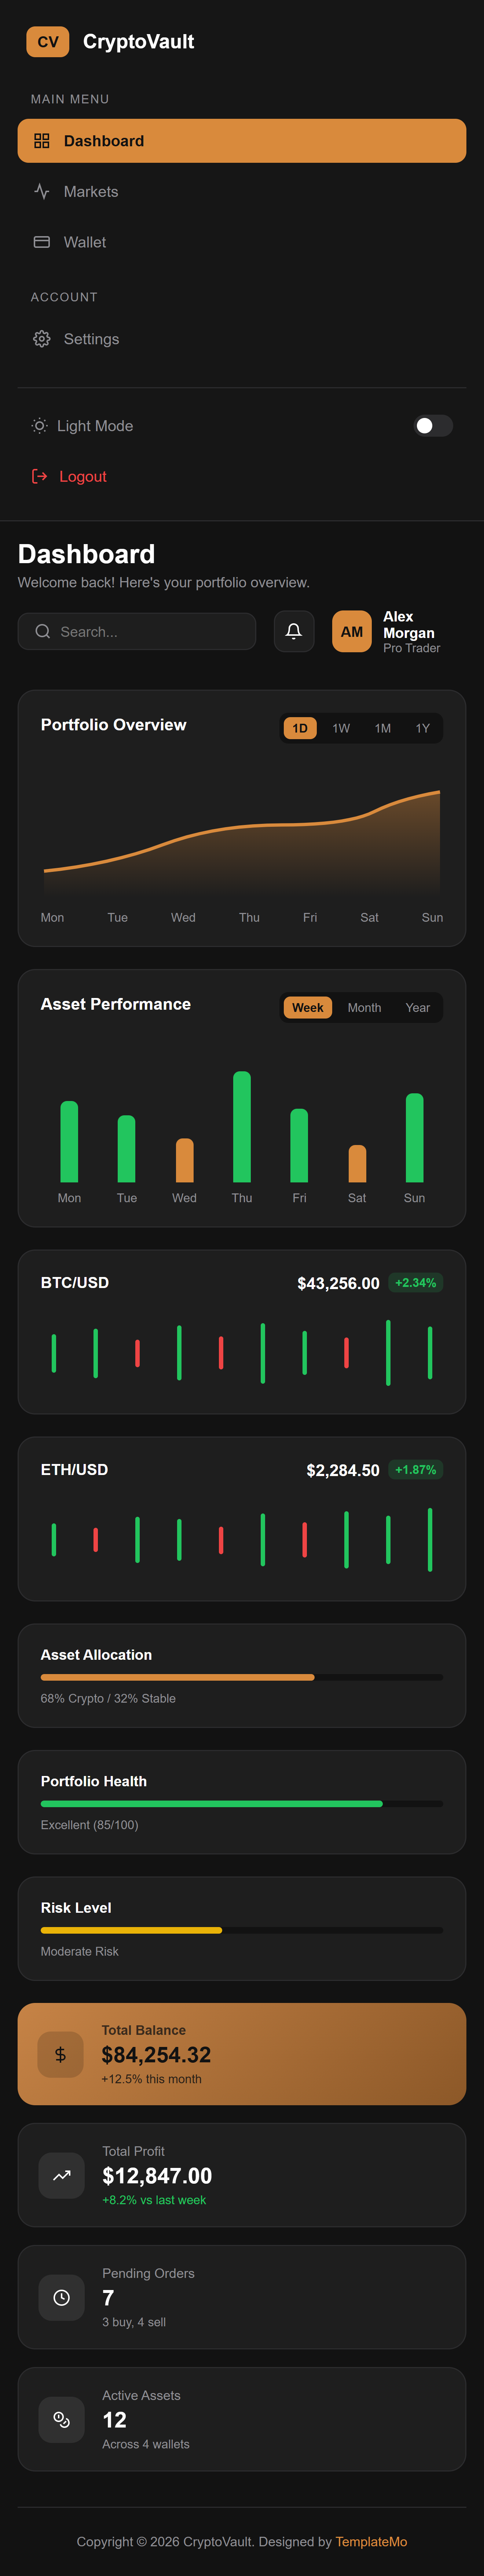 CV
CryptoVault
MAIN MENU
Dashboard
Markets
Wallet
ACCOUNT
Settings
Light Mode
Logout
Dashboard
Welcome back! Here's your portfolio overview.
Search...
AM
Alex
Morgan
Pro Trader
Portfolio Overview
1D 1W 1M 1Y
Mon Tue Wed Thu Fri Sat Sun
Asset Performance
Week Month Year
Mon Tue Wed Thu Fri Sat Sun
BTC/USD $43,256.00 +2.34%
ETH/USD $2,284.50 +1.87%
Asset Allocation
68% Crypto / 32% Stable
Portfolio Health
Excellent (85/100)
Risk Level
Moderate Risk
Total Balance
$84,254.32
+12.5% this month
Total Profit
$12,847.00
+8.2% vs last week
Pending Orders
7
3 buy, 4 sell
Active Assets
12
Across 4 wallets
Copyright © 2026 CryptoVault. Designed by TemplateMo